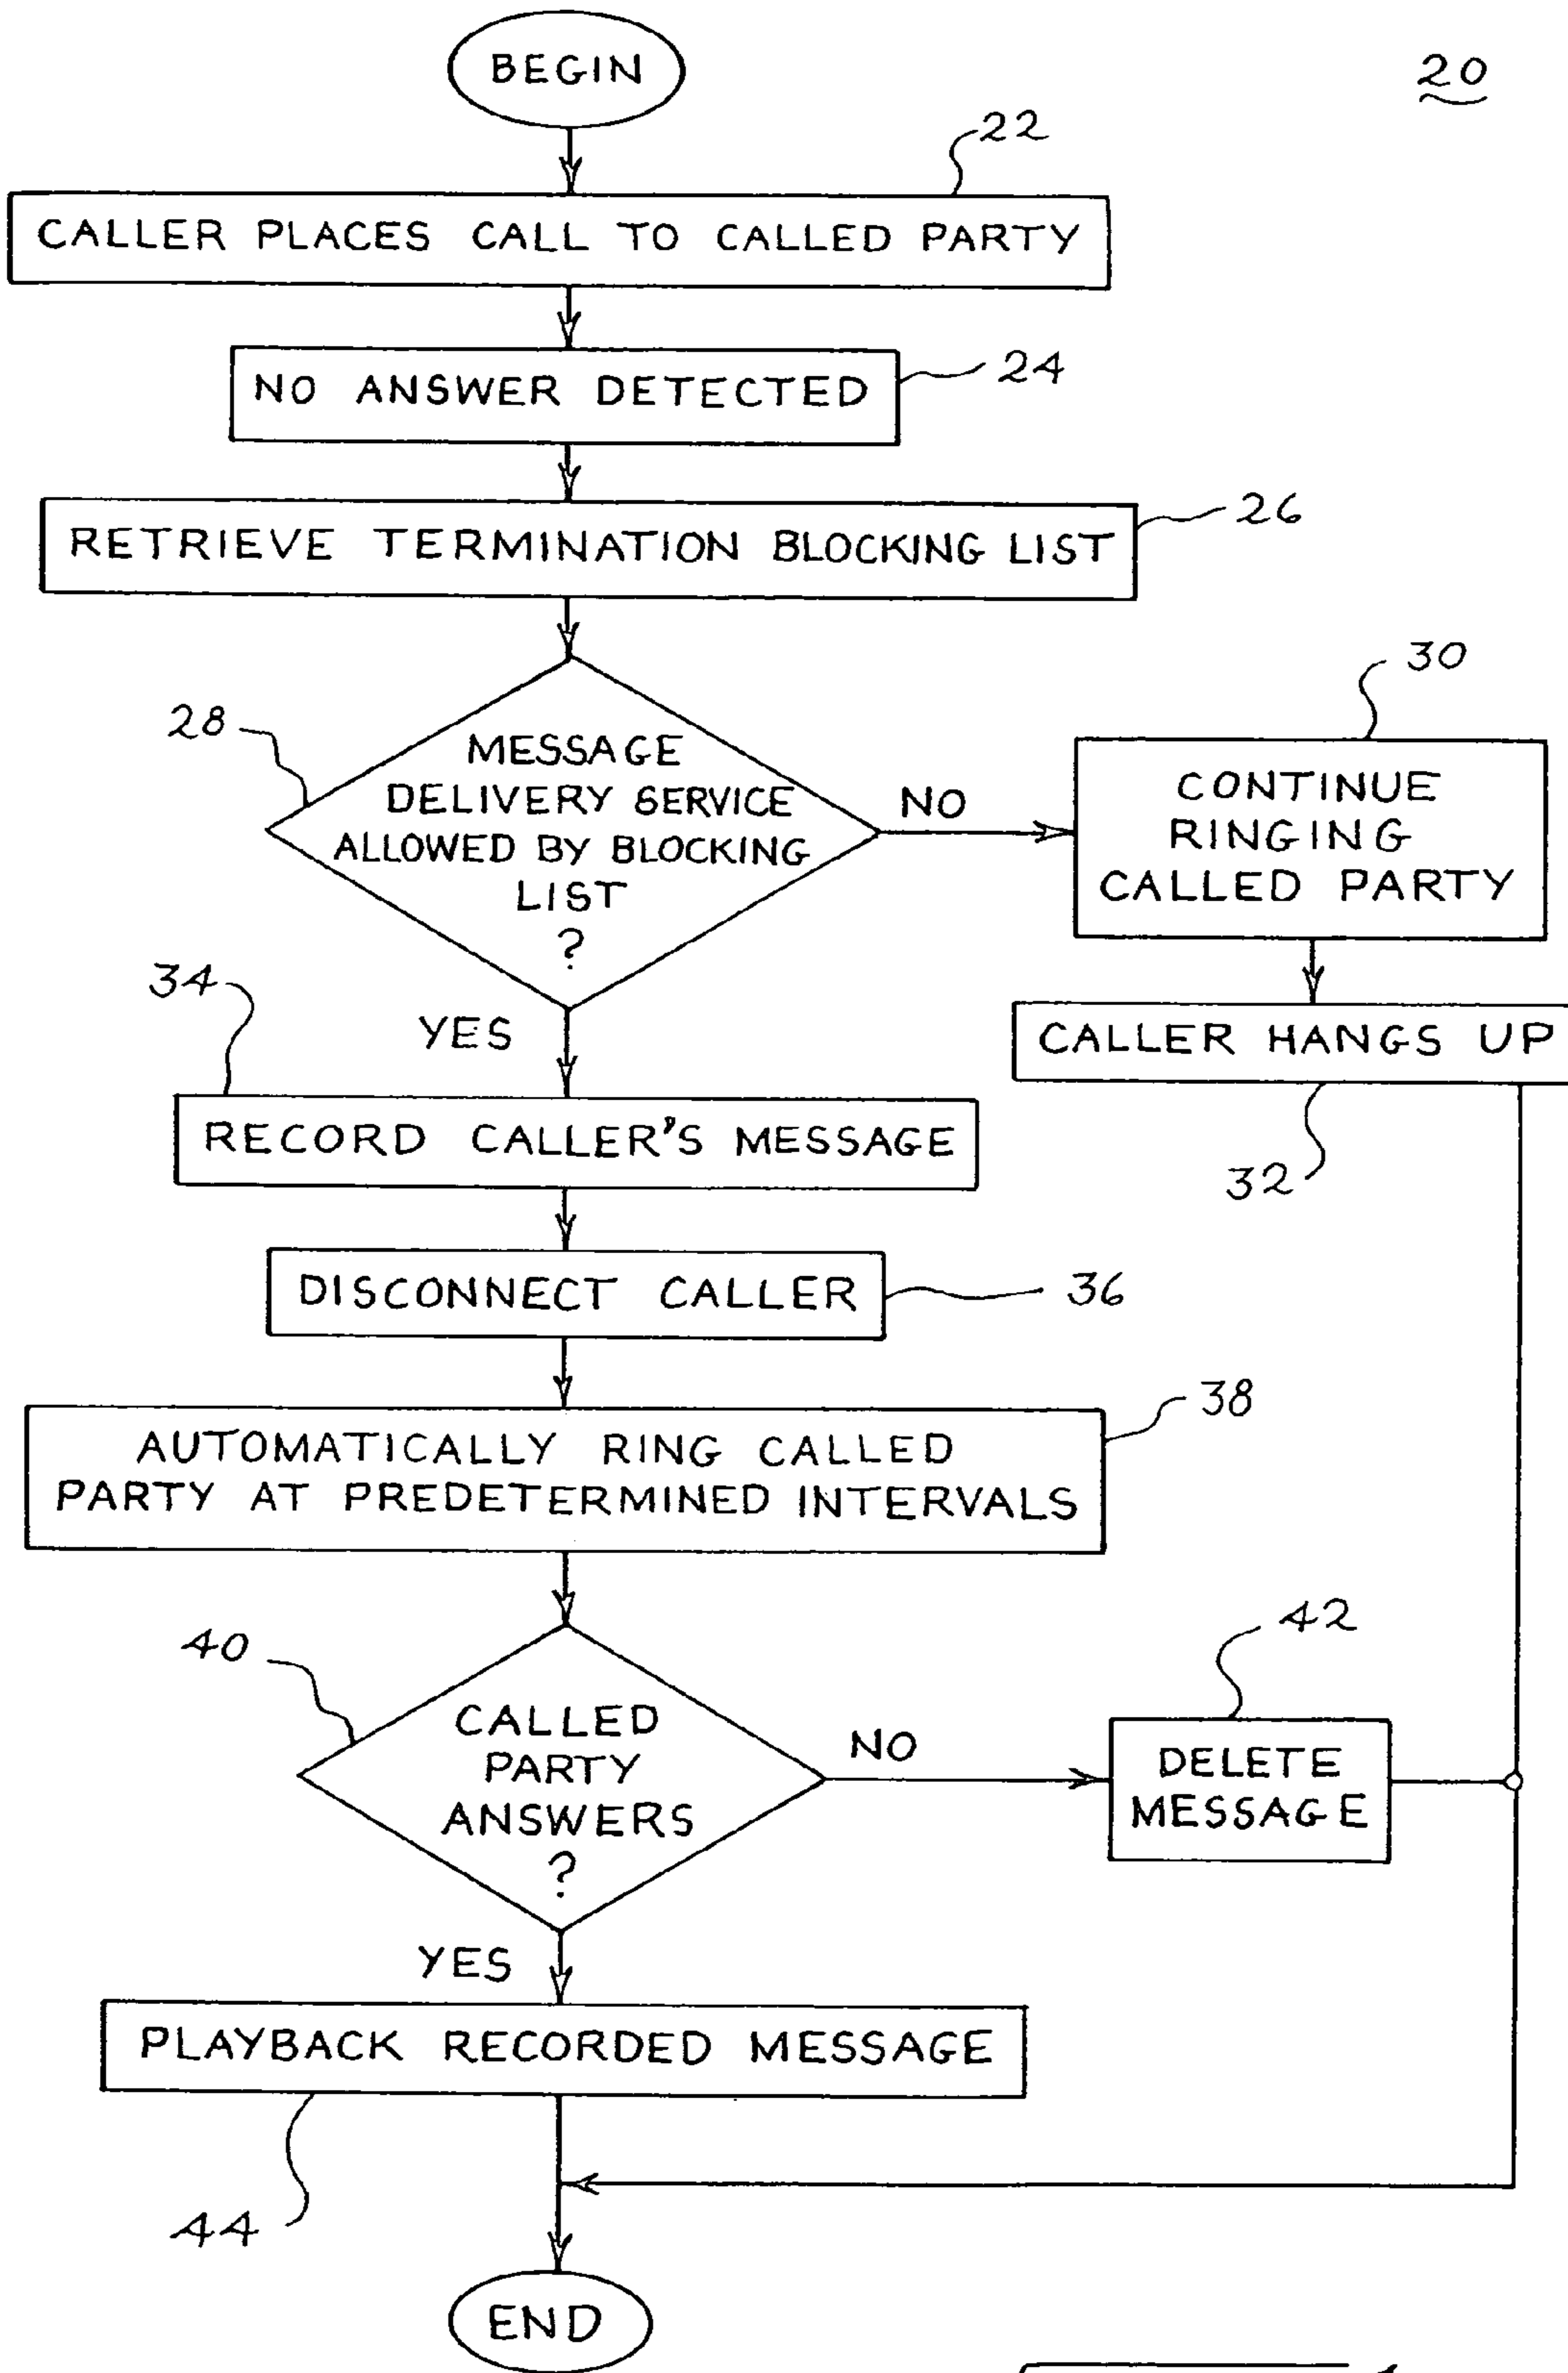 BEGIN
20
22
CALLER PLACES CALL TO CALLED PARTY
NO ANSWER DETECTED
24
RETRIEVE TERMINATION BLOCKING LIST
26
28
MESSAGE
DELIVERY SERVICE
ALLOWED BY BLOCKING
LIST
?
NO
30
CONTINUE
RINGING
CALLED PARTY
CALLER HANGS UP
32
YES
34
RECORD CALLER'S MESSAGE
DISCONNECT CALLER
36
38
AUTOMATICALLY RING CALLED
PARTY AT PREDETERMINED INTERVALS
40
CALLED
PARTY
ANSWERS
?
NO
42
DELETE
MESSAGE
YES
PLAYBACK RECORDED MESSAGE
44
END